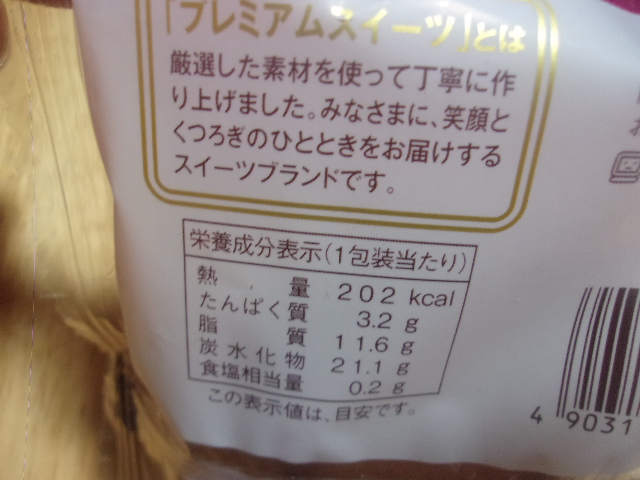 「プレミアムスイーツ」とは
厳選した素材を使って丁寧に作
り上げました。みなさまに、笑顔と
くつろぎのひとときをお届けする
スイーツブランドです。
栄養成分表示(1包装当たり)
熱量 202 kcal
たんぱく質 3.2 g
脂質 11.6 g
炭水化物 21.1 g
食塩相当量 0.2 g
この表示値は、目安です。
4 90311